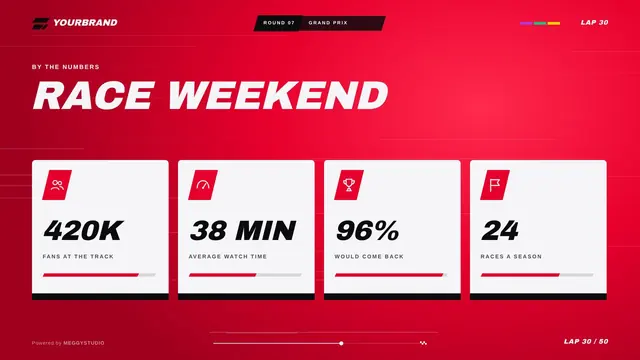 YOURBRAND
ROUND 07 GRAND PRIX
LAP 30
BY THE NUMBERS
RACE WEEKEND
420K
FANS AT THE TRACK
38 MIN
AVERAGE WATCH TIME
96%
WOULD COME BACK
24
RACES A SEASON
Powered by MEGGYSTUDIO
LAP 30 / 50